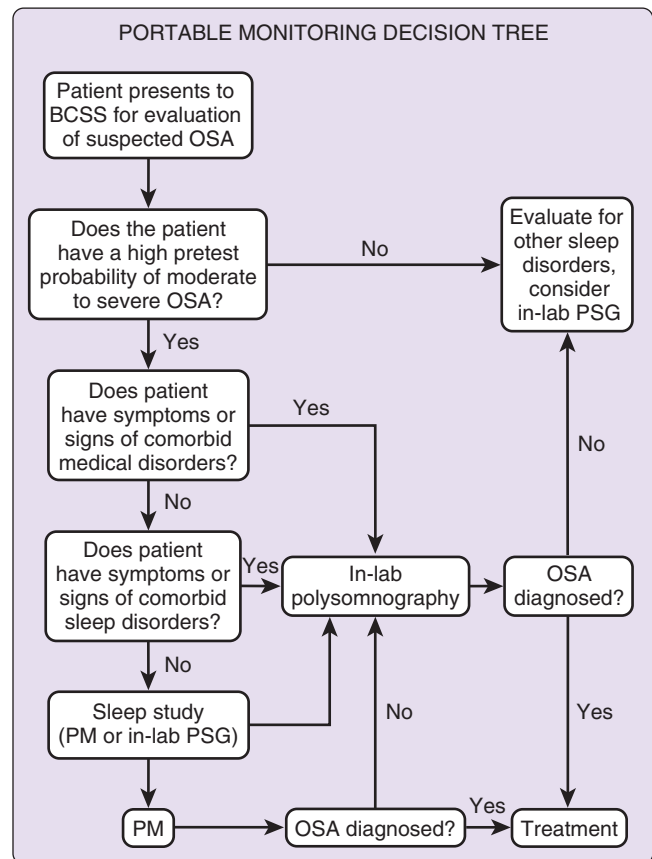 PORTABLE MONITORING DECISION TREE
Patient presents to
BCSS for evaluation
of suspected OSA
Does the patient
have a high pretest
probability of moderate
to severe OSA?
No
Evaluate for
other sleep
disorders,
consider
in-lab PSG
Yes
Does patient
have symptoms or
signs of comorbid
medical disorders?
Yes
No
No
Does patient
have symptoms or
signs of comorbid
sleep disorders?
Yes
In-lab
polysomnography
OSA
diagnosed?
No
Sleep study
(PM or in-lab PSG)
No
Yes
PM
OSA diagnosed?
Yes
Treatment